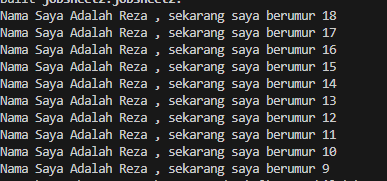 Built jobsheet2:jobsheet2.
Nama Saya Adalah Reza , sekarang saya berumur 18
Nama Saya Adalah Reza , sekarang saya berumur 17
Nama Saya Adalah Reza , sekarang saya berumur 16
Nama Saya Adalah Reza , sekarang saya berumur 15
Nama Saya Adalah Reza , sekarang saya berumur 14
Nama Saya Adalah Reza , sekarang saya berumur 13
Nama Saya Adalah Reza , sekarang saya berumur 12
Nama Saya Adalah Reza , sekarang saya berumur 11
Nama Saya Adalah Reza , sekarang saya berumur 10
Nama Saya Adalah Reza , sekarang saya berumur 9